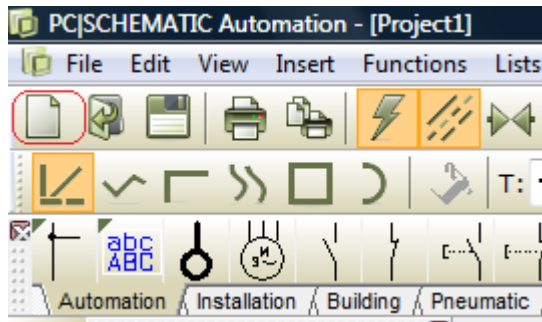 PC|SCHEMATIC Automation - [Project1]
File Edit View Insert Functions Lists
T:
abc
ABC
Automation Installation Building Pneumatic